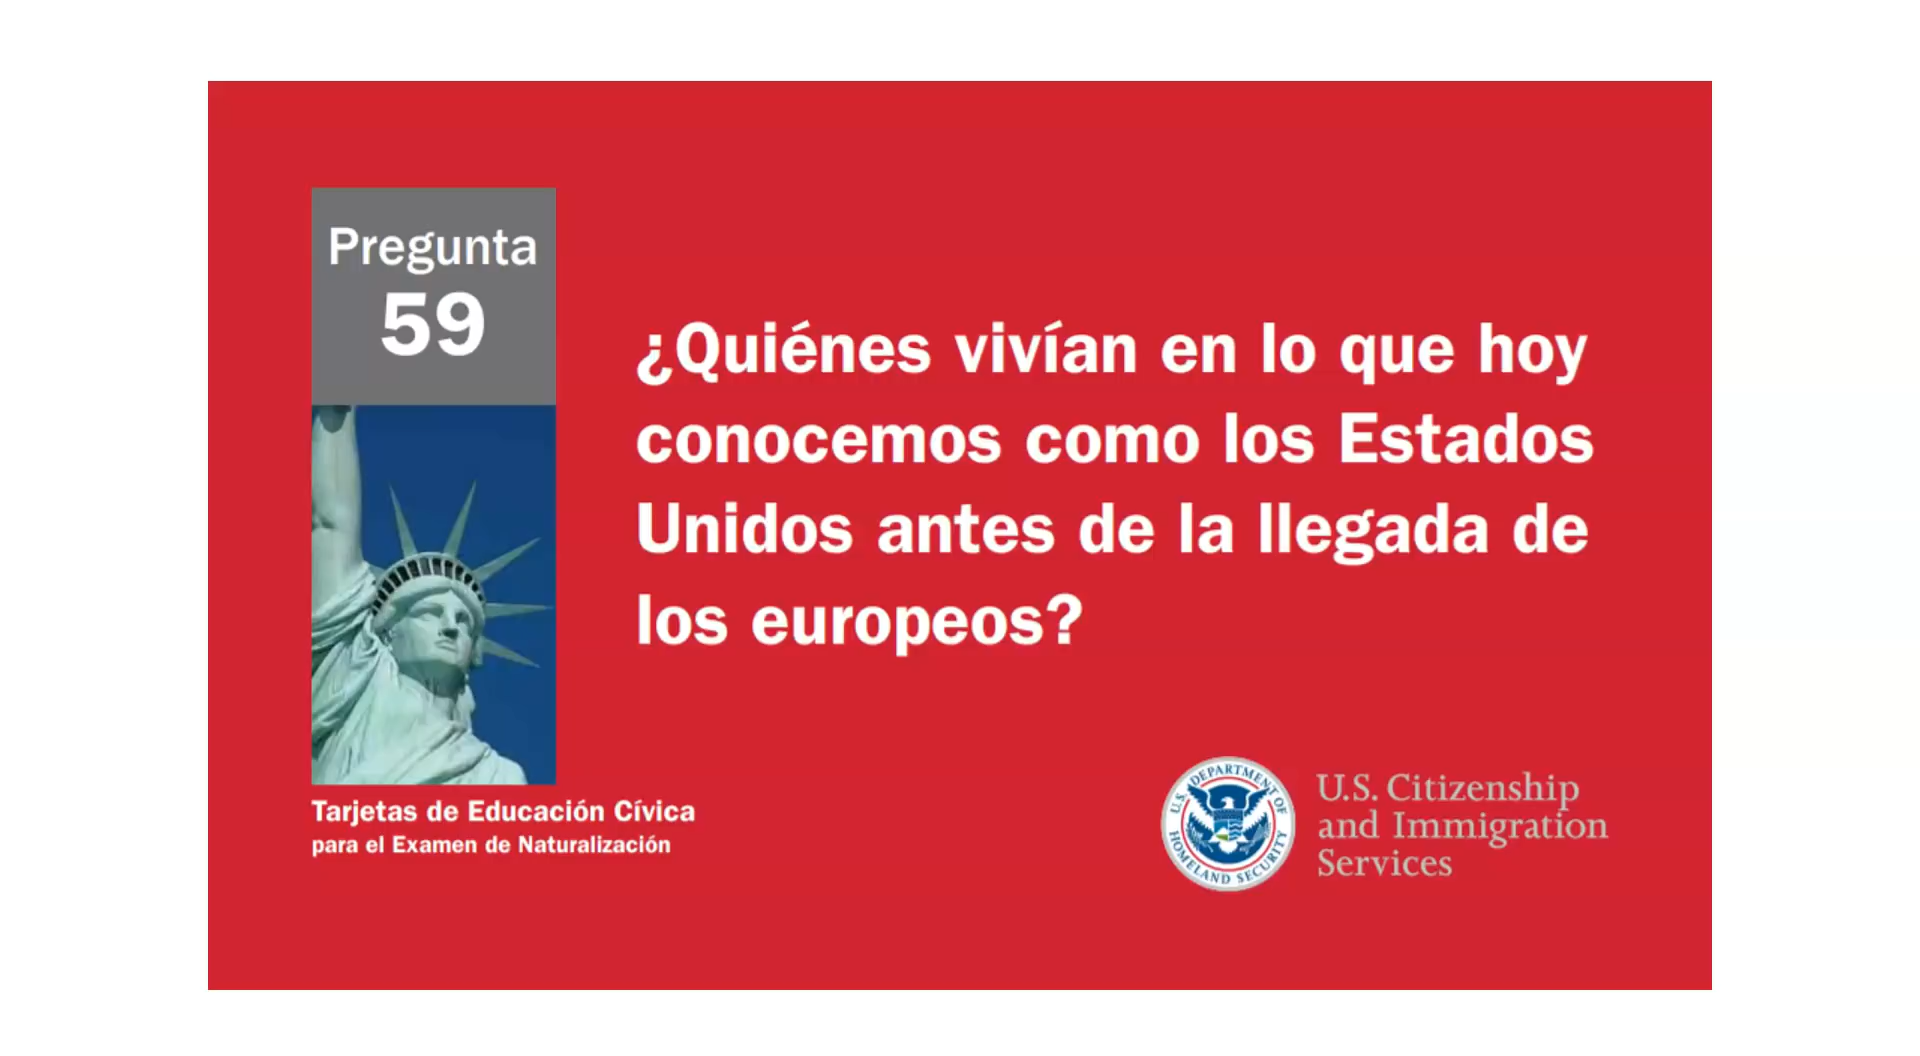 Pregunta
59
¿Quiénes vivían en lo que hoy
conocemos como los Estados
Unidos antes de la llegada de
los europeos?
Tarjetas de Educación Cívica
para el Examen de Naturalización
U.S. DEPARTMENT OF
HOMELAND SECURITY
U.S. Citizenship
and Immigration
Services